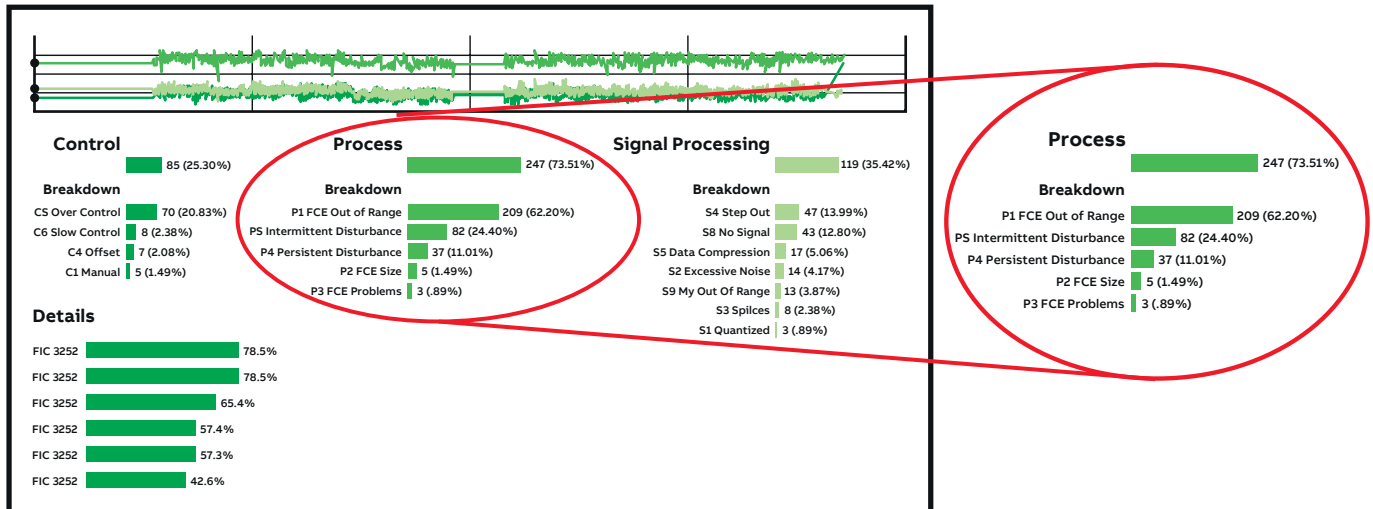 Control
85 (25.30%)
Breakdown
CS Over Control 70 (20.83%)
C6 Slow Control 8 (2.38%)
C4 Offset 7 (2.08%)
C1 Manual 5 (1.49%)
Process
247 (73.51%)
Breakdown
P1 FCE Out of Range 209 (62.20%)
PS Intermittent Disturbance 82 (24.40%)
P4 Persistent Disturbance 37 (11.01%)
P2 FCE Size 5 (1.49%)
P3 FCE Problems 3 (.89%)
Signal Processing
119 (35.42%)
Breakdown
S4 Step Out 47 (13.99%)
S8 No Signal 43 (12.80%)
S5 Data Compression 17 (5.06%)
S2 Excessive Noise 14 (4.17%)
S9 My Out Of Range 13 (3.87%)
S3 Spilces 8 (2.38%)
S1 Quantized 3 (.89%)
Details
FIC 3252 78.5%
FIC 3252 78.5%
FIC 3252 65.4%
FIC 3252 57.4%
FIC 3252 57.3%
FIC 3252 42.6%
Process
247 (73.51%)
Breakdown
P1 FCE Out of Range 209 (62.20%)
PS Intermittent Disturbance 82 (24.40%)
P4 Persistent Disturbance 37 (11.01%)
P2 FCE Size 5 (1.49%)
P3 FCE Problems 3 (.89%)